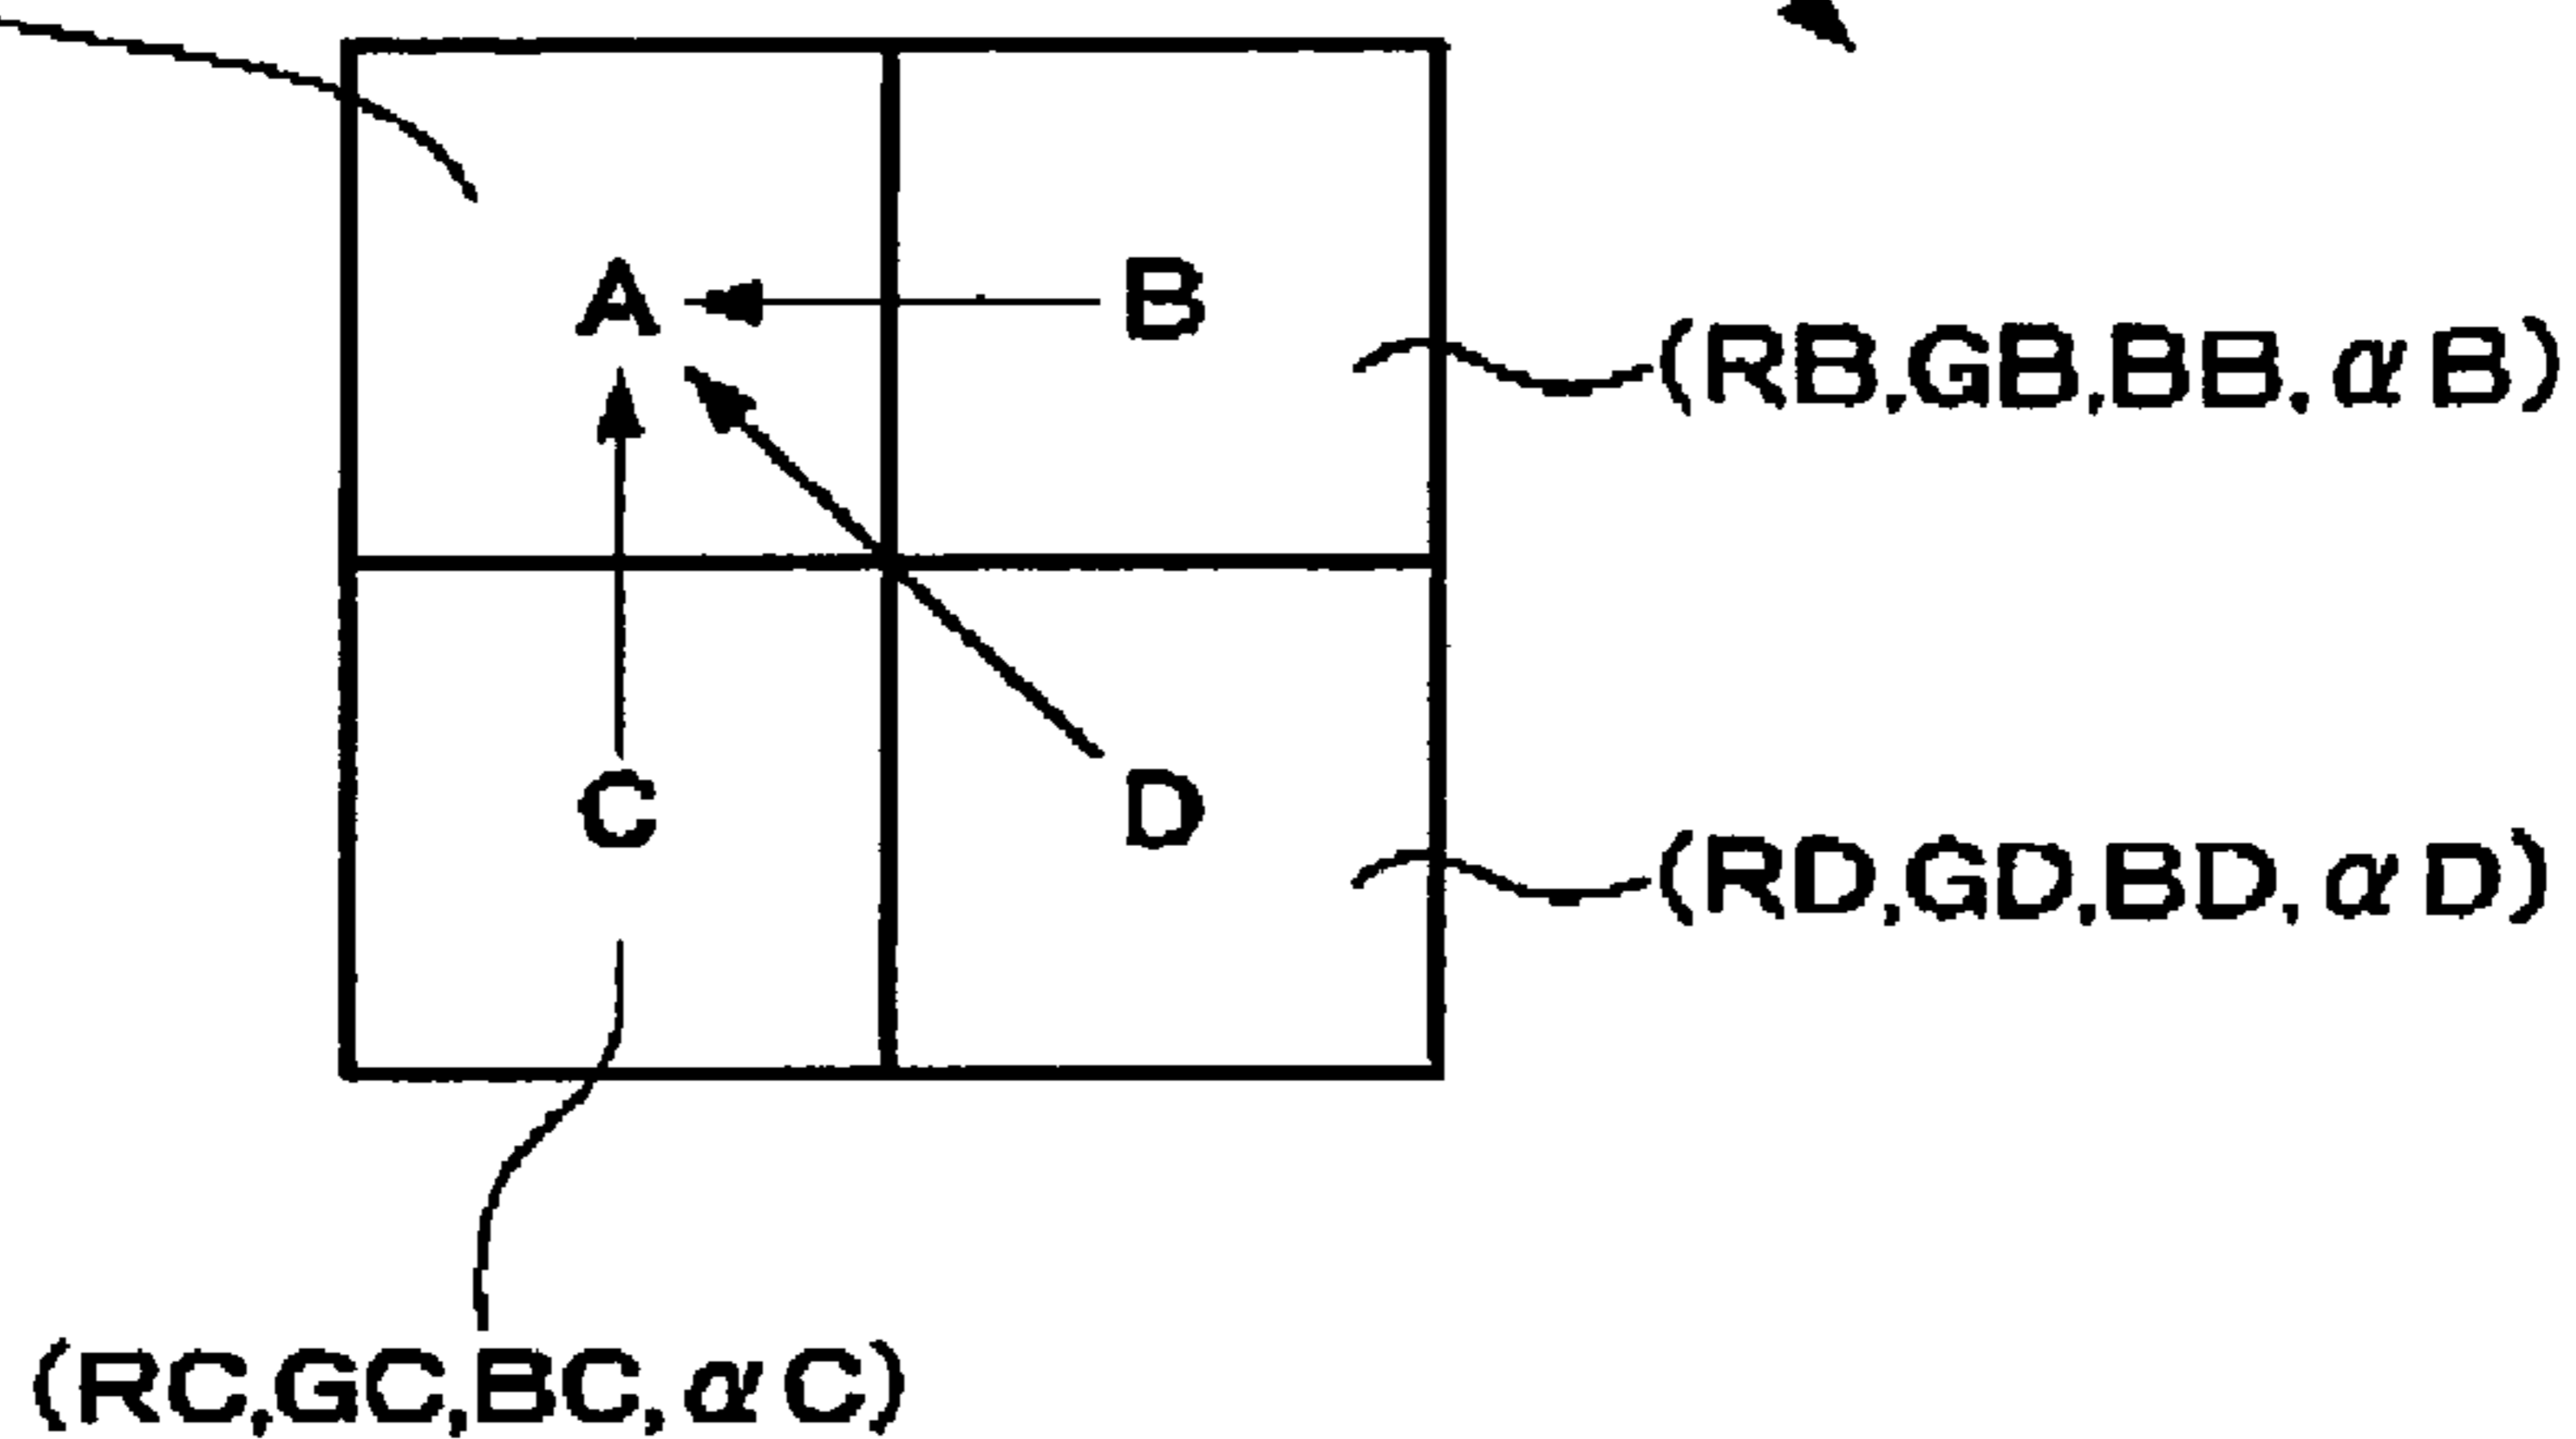 A B
(RB,GB,BB,αB)
C D
(RD,GD,BD,αD)
(RC,GC,BC,αC)